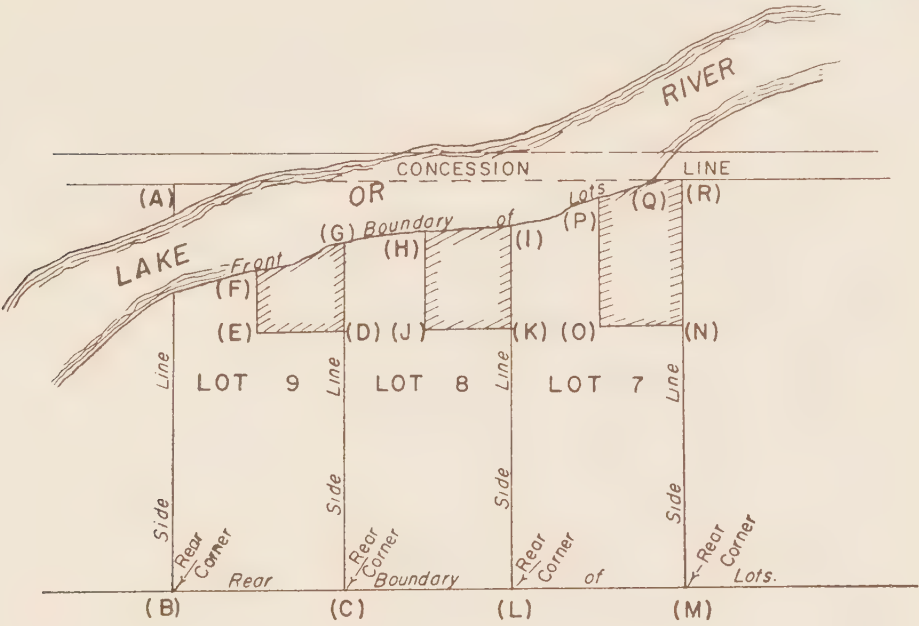 RIVER
CONCESSION LINE
(A) OR Lots (Q) (R)
(P)
(G) Boundary of
(H) (I)
LAKE
Front
(F)
(E) (D) (J) (K) (O) (N)
Line Line Line Line
LOT 9 LOT 8 LOT 7
Side Side Side Side
Rear Corner
Rear Corner
Rear Corner
Rear Corner
Rear Boundary of Lots.
(B) (C) (L) (M)